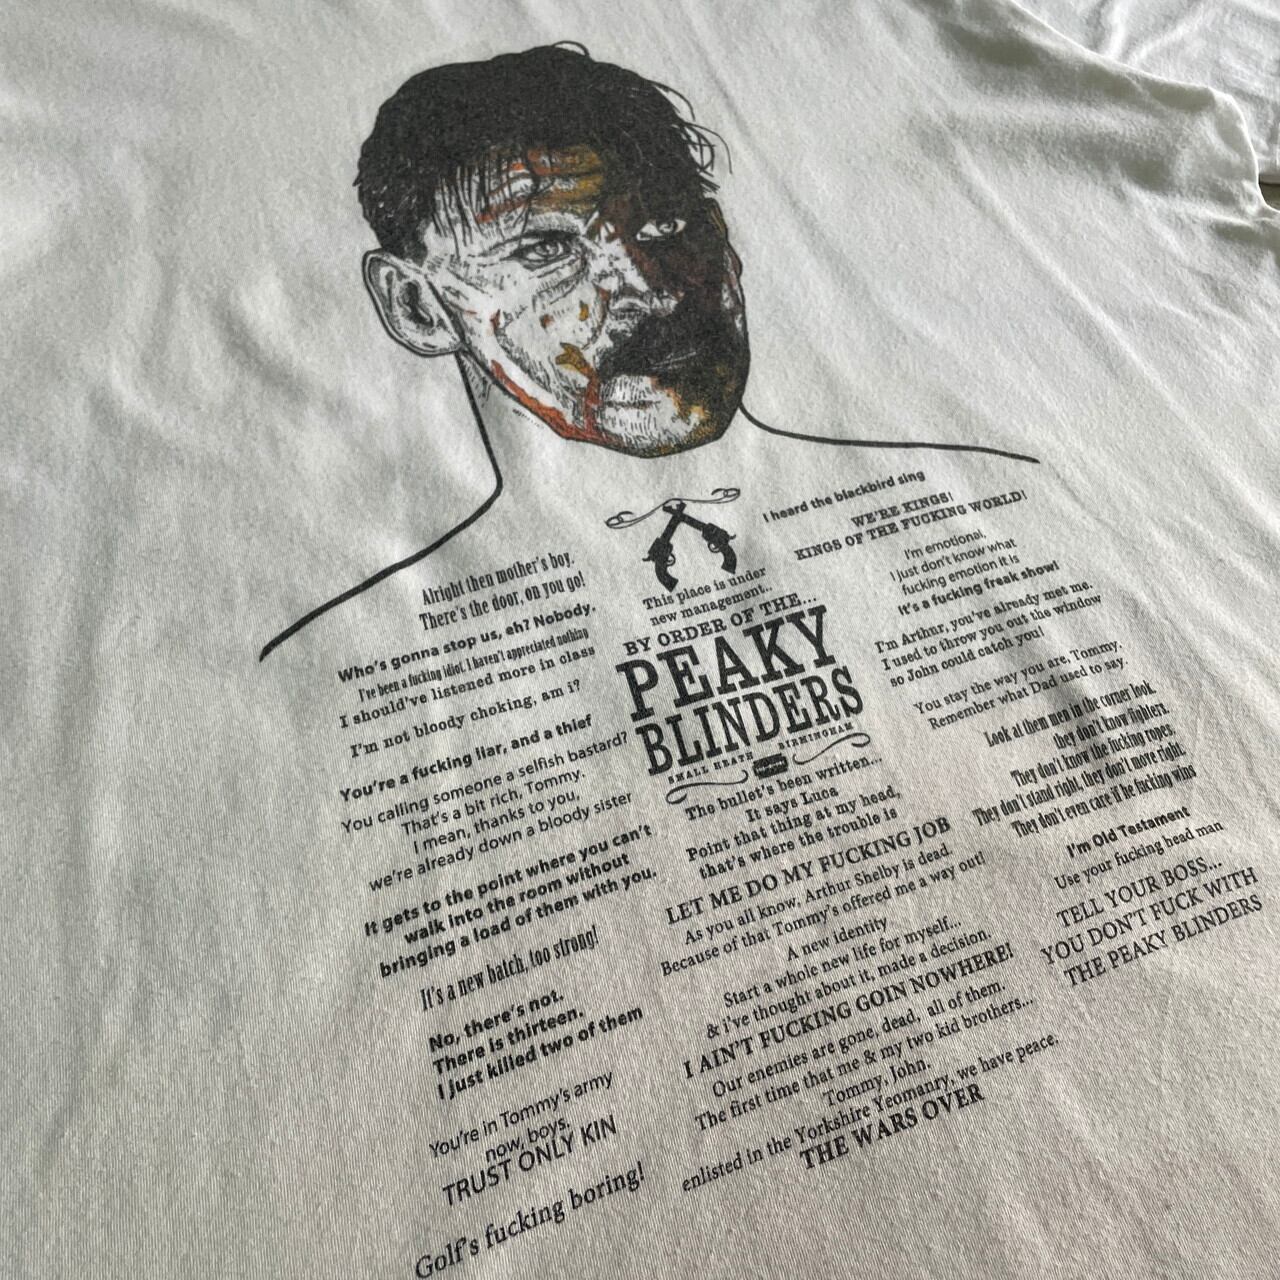 Alright then mother's boy.
There's the door, on you go!
Who's gonna stop us, eh? Nobody.
I've been a fucking idiot. I haven't appreciated nothing
I should've listened more in class
I'm not bloody choking, am i?
You're a fucking liar, and a thief
You calling someone a selfish bastard?
That's a bit rich, Tommy.
I mean, thanks to you,
we're already down a bloody sister
It gets to the point where you can't
walk into the room without
bringing a load of them with you.
It's a new batch, too strong!
No, there's not.
There is thirteen.
I just killed two of them
You're in Tommy's army
now, boys.
TRUST ONLY KIN
Golf's fucking boring!
This place is under
new management..
BY ORDER OF THE...
PEAKY
BLINDERS
SMALL HEATH BIRMINGHAM
The bullet's been written...
It says Luca
Point that thing at my head,
that's where the trouble is
LET ME DO MY FUCKING JOB
As you all know, Arthur Shelby is dead.
Because of that Tommy's offered me a way out!
A new identity
Start a whole new life for myself...
& i've thought about it, made a decision.
I AIN'T FUCKING GOIN NOWHERE!
Our enemies are gone, dead, all of them.
The first time that me & my two kid brothers...
Tommy, John.
enlisted in the Yorkshire Yeomanry, we have peace.
THE WARS OVER
I heard the blackbird sing
WE'RE KINGS!
KINGS OF THE FUCKING WORLD!
I'm emotional,
I just don't know what
fucking emotion it is
It's a fucking freak show!
I'm Arthur, you've already met me.
I used to throw you out the window
so John could catch you!
You stay the way you are, Tommy.
Remember what Dad used to say.
Look at them men in the corner look.
they don't know fighters.
They don't know the fucking ropes.
They don't stand right, they don't move right.
They don't even care if he fucking wins
I'm Old Testament
Use your fucking head man
TELL YOUR BOSS...
YOU DON'T FUCK WITH
THE PEAKY BLINDERS